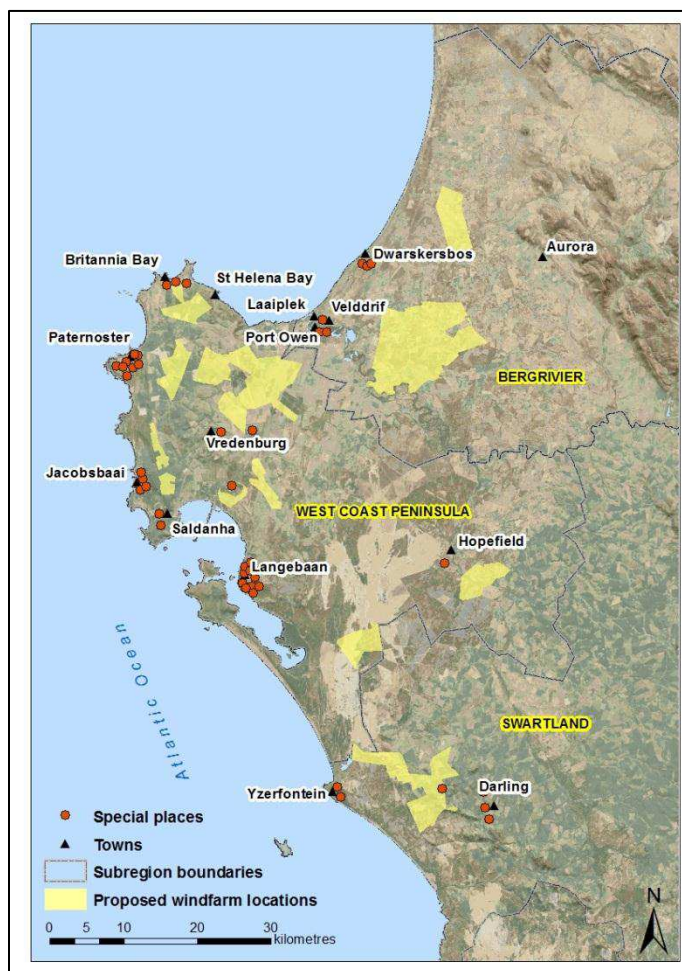 Dwarskersbos
Aurora
Britannia Bay
St Helena Bay
Laaiplek
Velddrif
Port Owen
Paternoster
BERGRIVIER
Vredenburg
Jacobsbaai
WEST COAST PENINSULA
Saldanha
Hopefield
Langebaan
Atlantic Ocean
SWARTLAND
Yzerfontein
Darling
Special places
Towns
Subregion boundaries
Proposed windfarm locations
N
0 5 10 20 30
kilometres